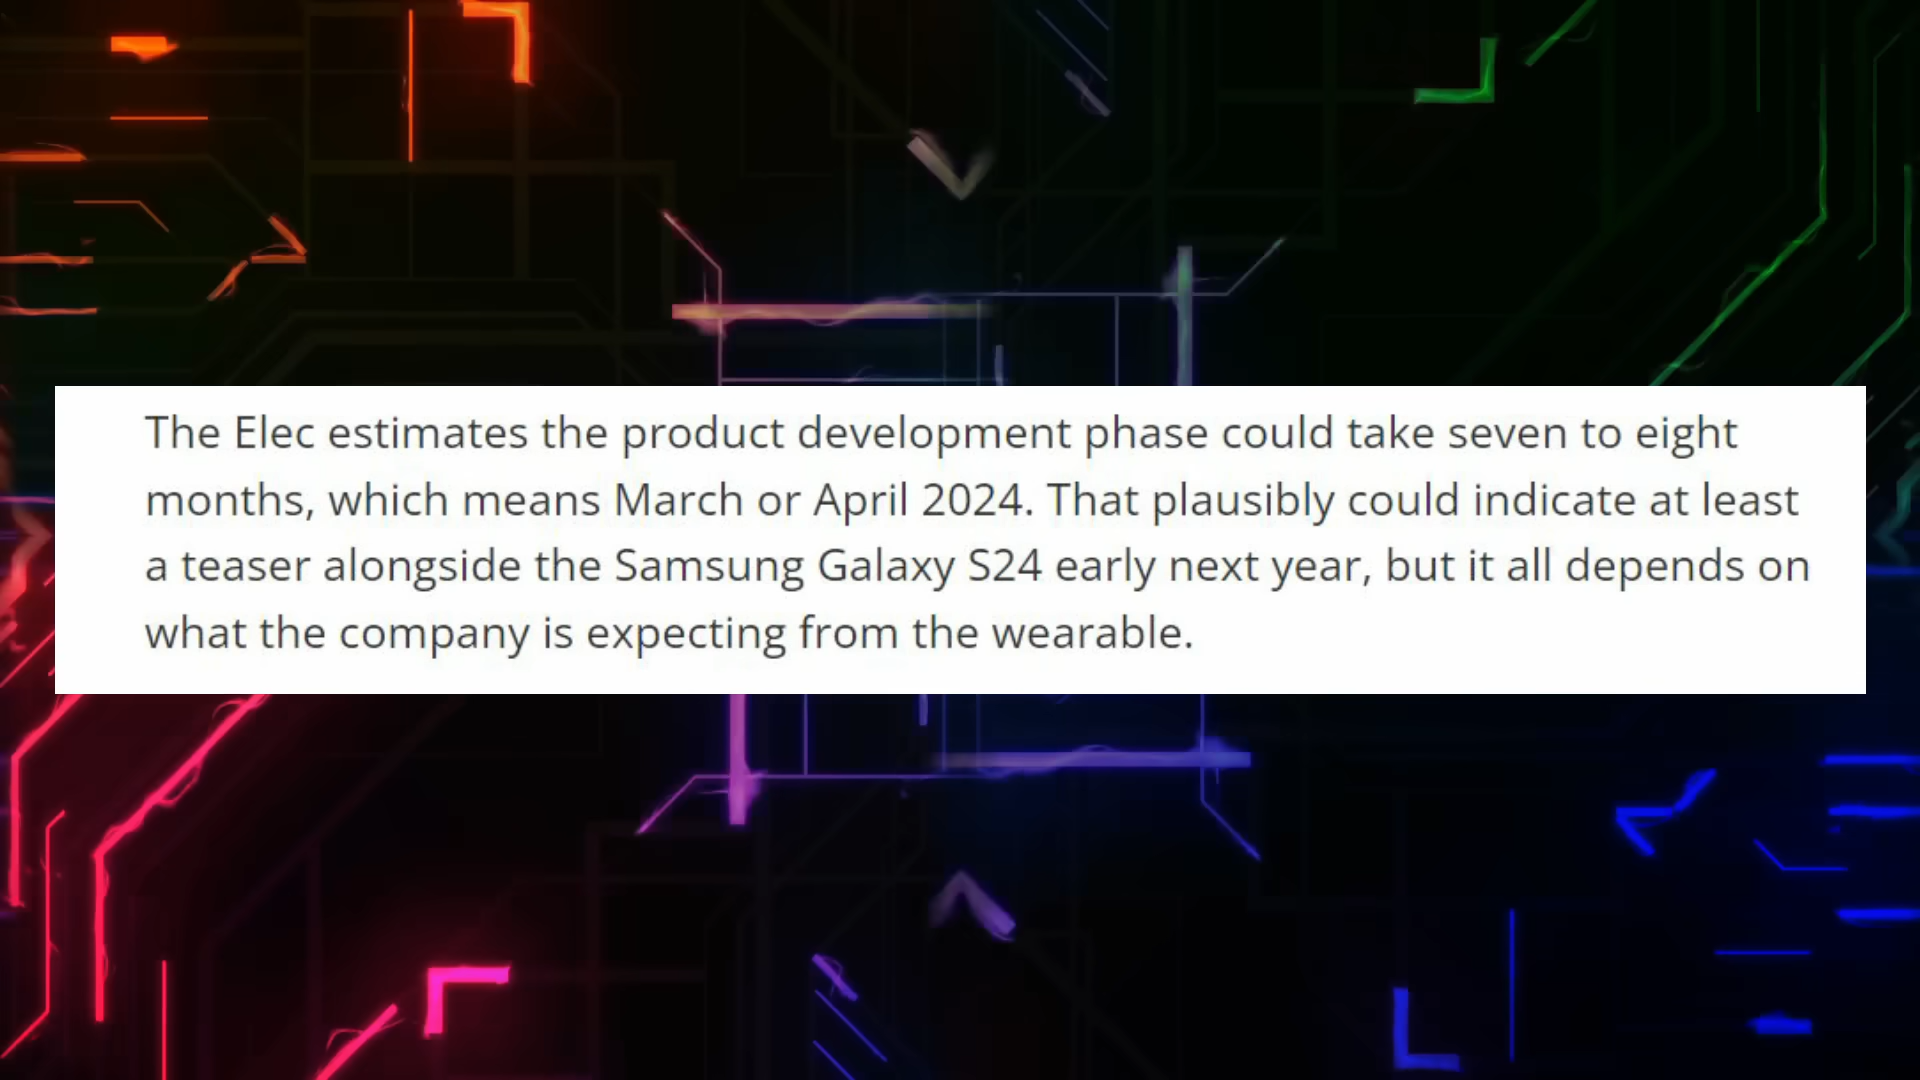 The Elec estimates the product development phase could take seven to eight
months, which means March or April 2024. That plausibly could indicate at least
a teaser alongside the Samsung Galaxy S24 early next year, but it all depends on
what the company is expecting from the wearable.